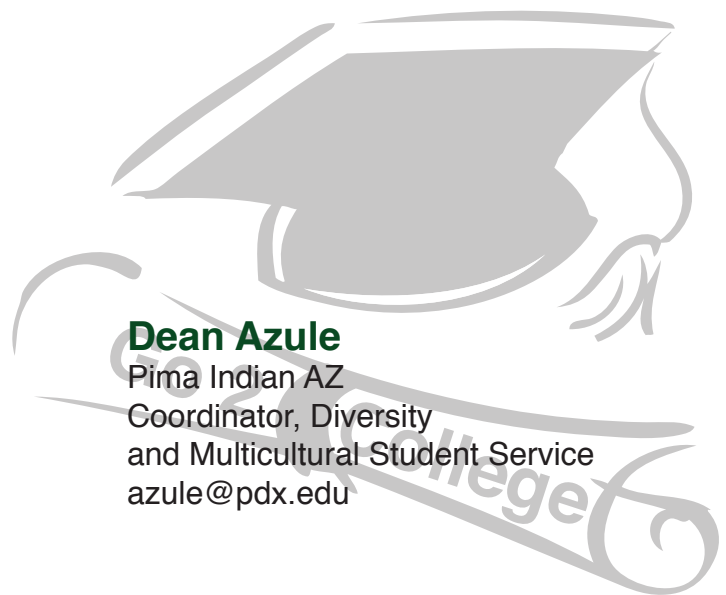 Dean Azule
Pima Indian AZ
Coordinator, Diversity
and Multicultural Student Service
azule@pdx.edu
Go 2 College